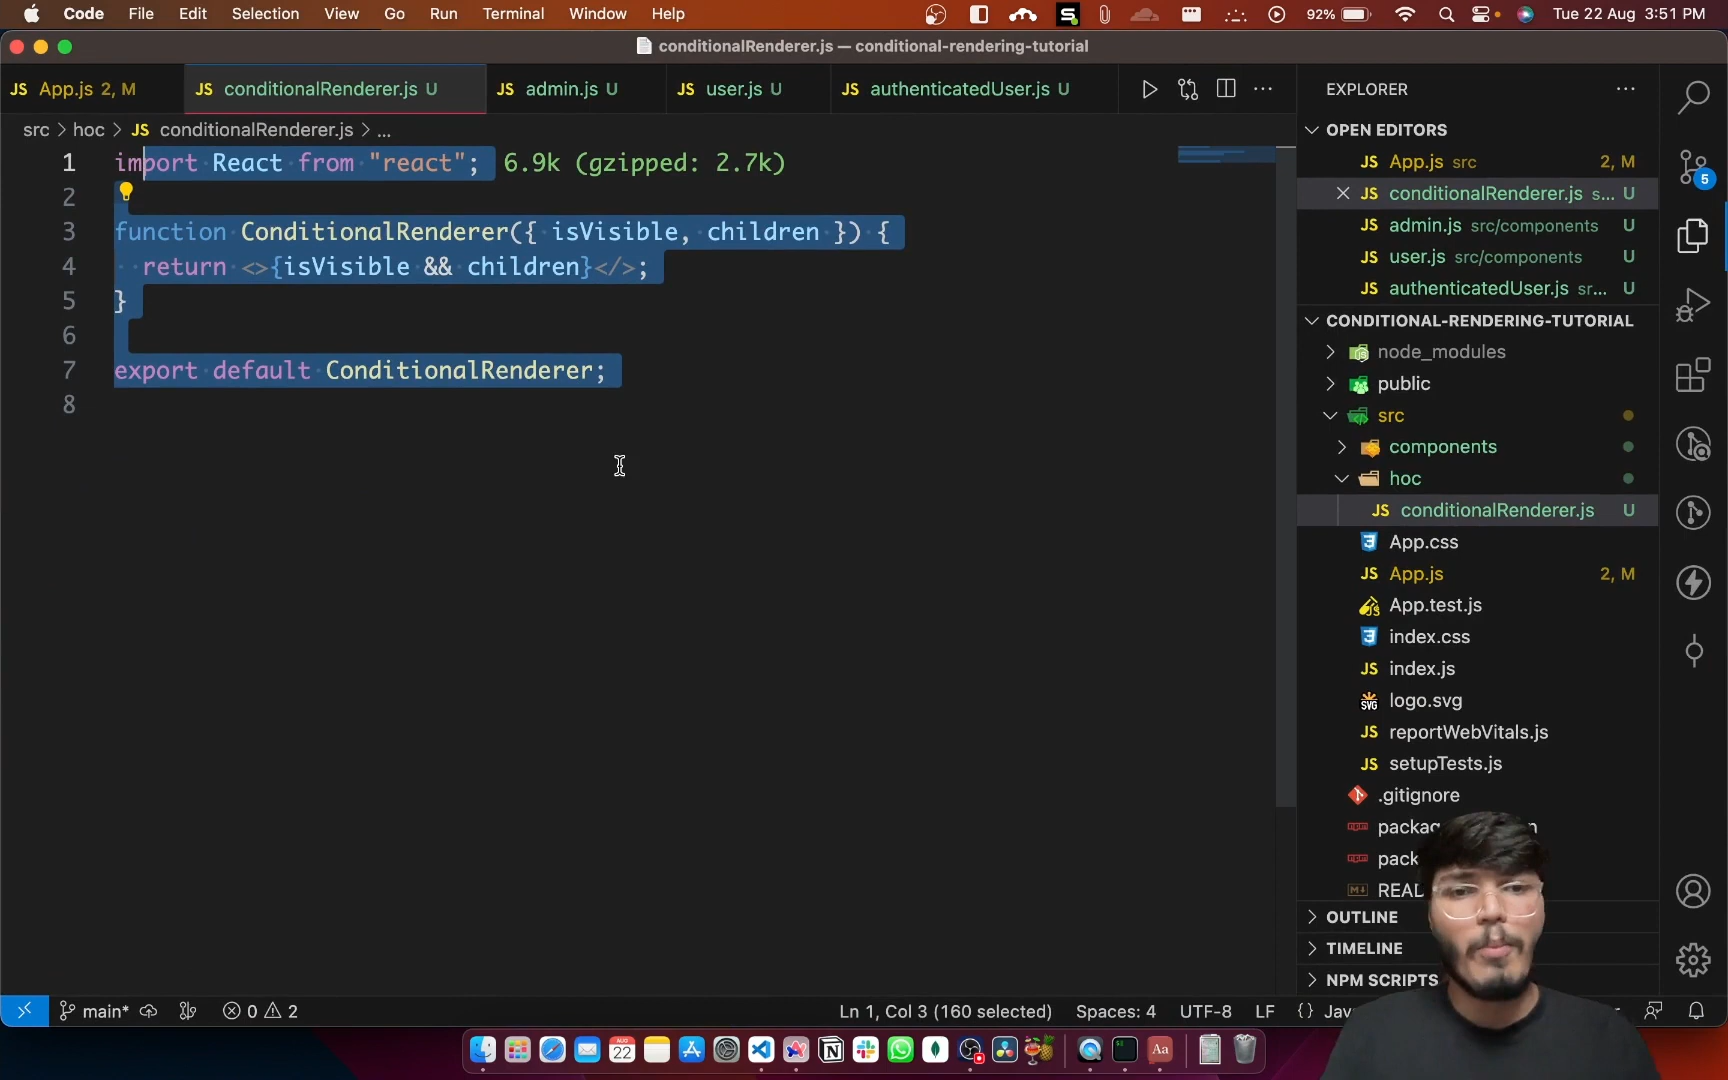 Code File Edit Selection View Go Run Terminal Window Help 92% Tue 22 Aug 3:51 PM
conditionalRenderer.js — conditional-rendering-tutorial
JS App.js 2, M JS conditionalRenderer.js U JS admin.js U JS user.js U JS authenticatedUser.js U
src > hoc > JS conditionalRenderer.js > ...
1 import React from "react"; 6.9k (gzipped: 2.7k)
2
3 function ConditionalRenderer({ isVisible, children }) {
4 return <>{isVisible && children}</>;
5 }
6
7 export default ConditionalRenderer;
8
EXPLORER
OPEN EDITORS
JS App.js src 2, M
JS conditionalRenderer.js s... U
JS admin.js src/components U
JS user.js src/components U
JS authenticatedUser.js sr... U
CONDITIONAL-RENDERING-TUTORIAL
node_modules
public
src
components
hoc
JS conditionalRenderer.js U
App.css
JS App.js 2, M
App.test.js
index.css
JS index.js
SVG logo.svg
JS reportWebVitals.js
JS setupTests.js
.gitignore
OUTLINE
TIMELINE
NPM SCRIPTS
5
main* 0 2 Ln 1, Col 3 (160 selected) Spaces: 4 UTF-8 LF {}
AUG 22 Aa